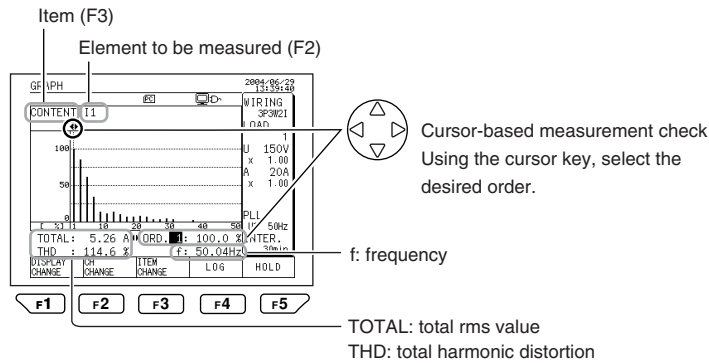 Item (F3)
Element to be measured (F2)
GRAPH
2004/06/29
13:39:40
PC
CONTENT I1
WIRING
3P3W2I
LOAD
1
U 150V
x 1.00
A 20A
x 1.00
PLL
50Hz
INTER.
30min
100
50
0
[ %] 1 10 20 30 40 50
TOTAL: 5.26 A
ORD. 1: 100.0 %
THD : 114.6 %
f: 50.04Hz
DISPLAY CHANGE
CH CHANGE
ITEM CHANGE
LOG
HOLD
F1 F2 F3 F4 F5
Cursor-based measurement check
Using the cursor key, select the
desired order.
f: frequency
TOTAL: total rms value
THD: total harmonic distortion